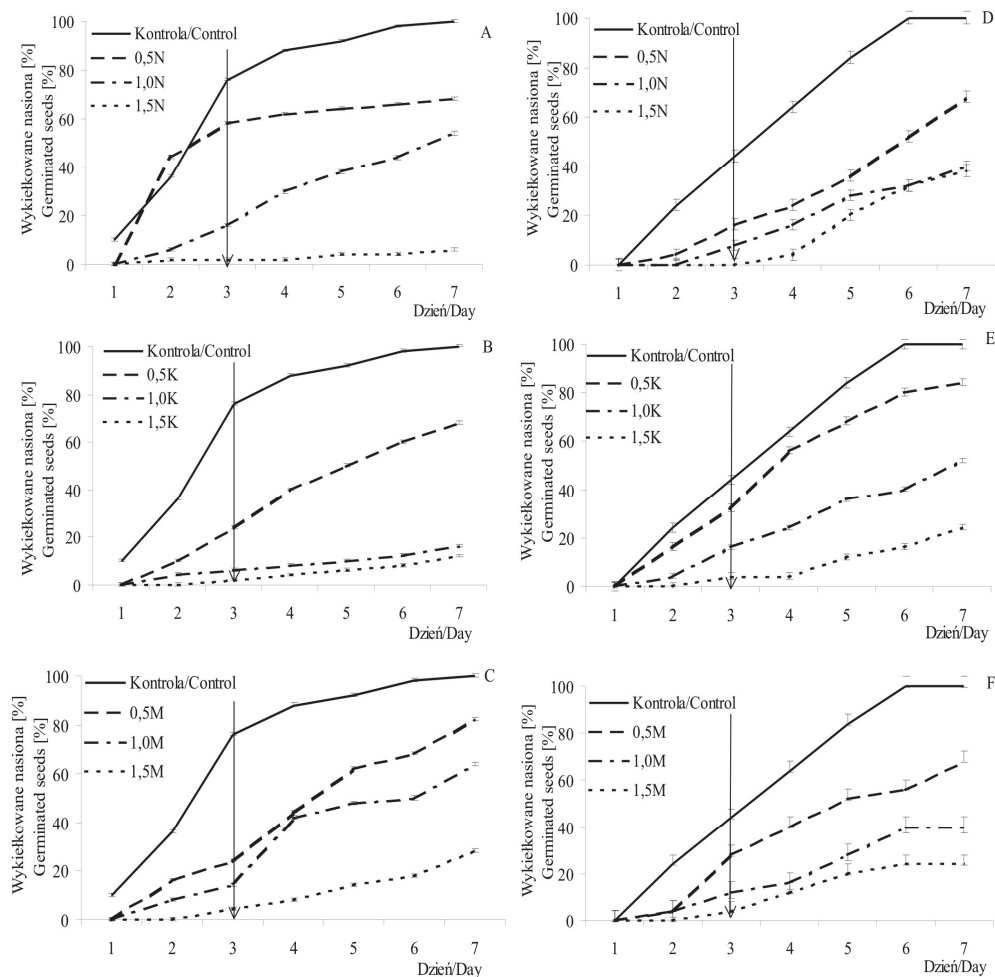 Wykiełkowane nasiona [%]
Germinated seeds [%]
100
80
60
40
20
0
Kontrola/Control
0,5N
1,0N
1,5N
A
1 2 3 4 5 6 7
Dzień/Day
Wykiełkowane nasiona [%]
Germinated seeds [%]
100
80
60
40
20
0
Kontrola/Control
0,5N
1,0N
1,5N
D
1 2 3 4 5 6 7
Dzień/Day
Wykiełkowane nasiona [%]
Germinated seeds [%]
100
80
60
40
20
0
Kontrola/Control
0,5K
1,0K
1,5K
B
1 2 3 4 5 6 7
Dzień/Day
Wykiełkowane nasiona [%]
Germinated seeds [%]
100
80
60
40
20
0
Kontrola/Control
0,5K
1,0K
1,5K
E
1 2 3 4 5 6 7
Dzień/Day
Wykiełkowane nasiona [%]
Germinated seeds [%]
100
80
60
40
20
0
Kontrola/Control
0,5M
1,0M
1,5M
C
1 2 3 4 5 6 7
Dzień/Day
Wykiełkowane nasiona [%]
Germinated seeds [%]
100
80
60
40
20
0
Kontrola/Control
0,5M
1,0M
1,5M
F
1 2 3 4 5 6 7
Dzień/Day